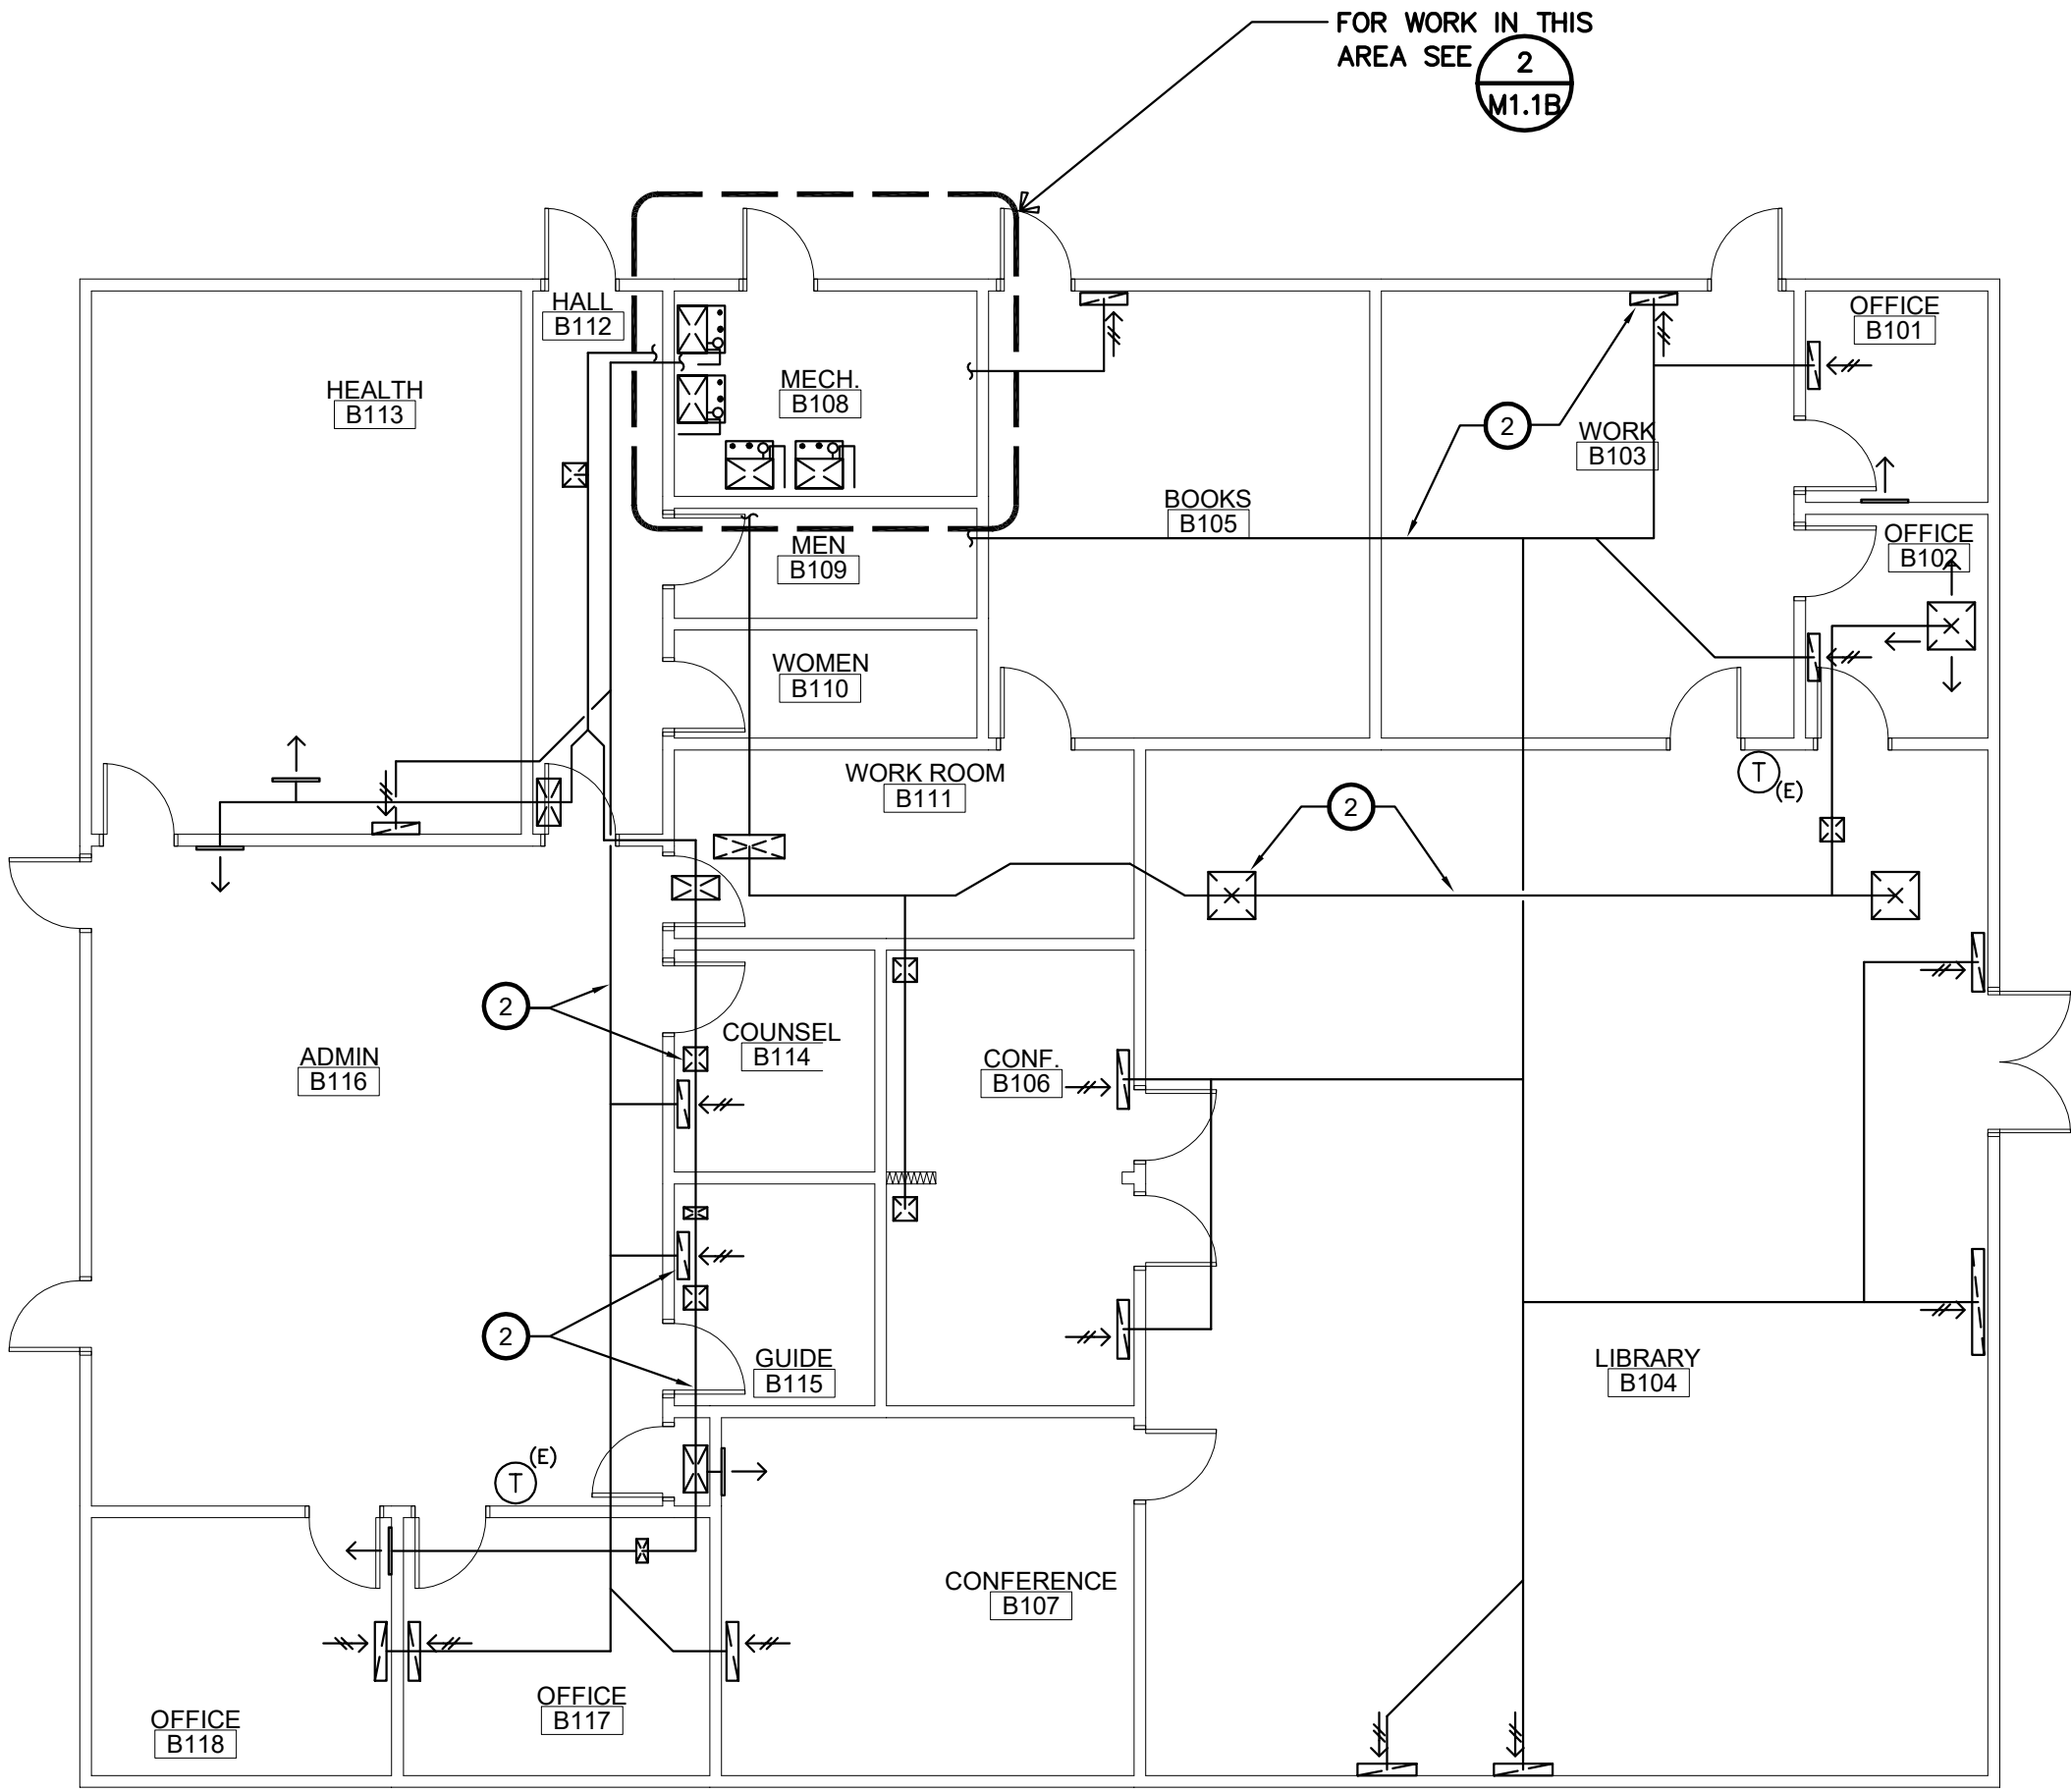 FOR WORK IN THIS
AREA SEE
2
M1.1B
HALL
B112
OFFICE
B101
HEALTH
B113
MECH.
B108
2
WORK
B103
BOOKS
B105
MEN
B109
OFFICE
B102
WOMEN
B110
WORK ROOM
B111
T
(E)
2
2
COUNSEL
B114
ADMIN
B116
CONF.
B106
2
GUIDE
B115
LIBRARY
B104
T
(E)
CONFERENCE
B107
OFFICE
B117
OFFICE
B118